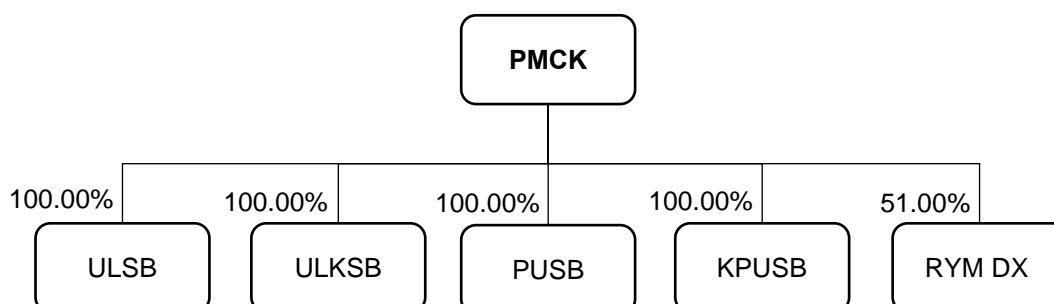 PMCK
100.00% 100.00% 100.00% 100.00% 51.00%
ULSB ULKSB PUSB KPUSB RYM DX